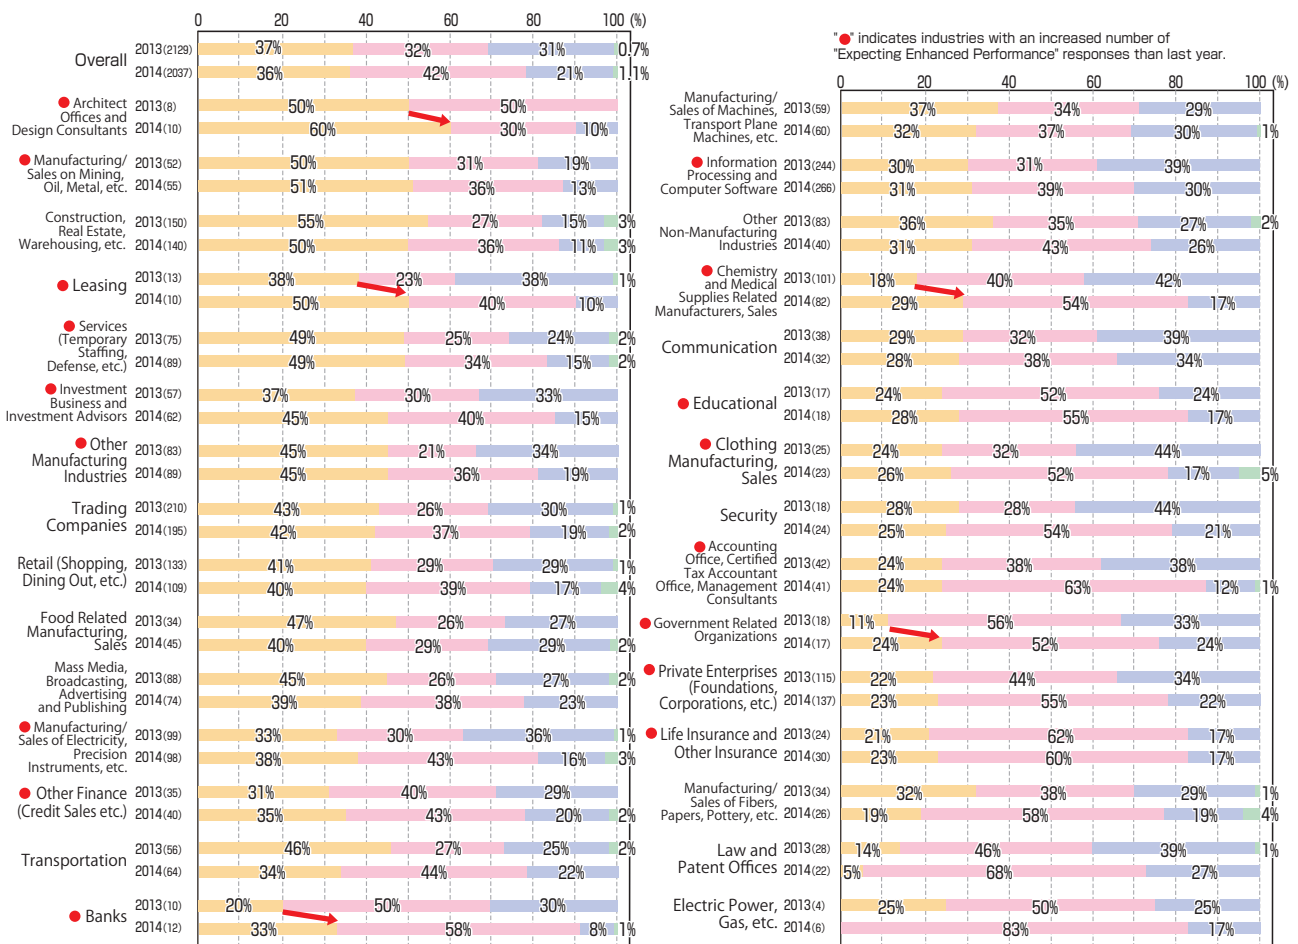 0 20 40 60 80 100 (%)
Overall
2013(2129) 37% 32% 31% 0.7%
2014(2037) 36% 42% 21% 1.1%
Architect
Offices and
Design Consultants
2013(8) 50% 50%
2014(10) 60% 30% 10%
Manufacturing/
Sales on Mining,
Oil, Metal, etc.
2013(52) 50% 31% 19%
2014(55) 51% 36% 13%
Construction,
Real Estate,
Warehousing, etc.
2013(150) 55% 27% 15% 3%
2014(140) 50% 36% 11% 3%
Leasing
2013(13) 38% 23% 38% 1%
2014(10) 50% 40% 10%
Services
(Temporary
Staffing,
Defense, etc.)
2013(75) 49% 25% 24% 2%
2014(89) 49% 34% 15% 2%
Investment
Business and
Investment Advisors
2013(57) 37% 30% 33%
2014(62) 45% 40% 15%
Other
Manufacturing
Industries
2013(83) 45% 21% 34%
2014(89) 45% 36% 19%
Trading
Companies
2013(210) 43% 26% 30% 1%
2014(195) 42% 37% 19% 2%
Retail (Shopping,
Dining Out, etc.)
2013(133) 41% 29% 29% 1%
2014(109) 40% 39% 17% 4%
Food Related
Manufacturing,
Sales
2013(34) 47% 26% 27%
2014(45) 40% 29% 29% 2%
Mass Media,
Broadcasting,
Advertising
and Publishing
2013(88) 45% 26% 27% 2%
2014(74) 39% 38% 23%
Manufacturing/
Sales of Electricity,
Precision
Instruments, etc.
2013(99) 33% 30% 36% 1%
2014(98) 38% 43% 16% 3%
Other Finance
(Credit Sales etc.)
2013(35) 31% 40% 29%
2014(40) 35% 43% 20% 2%
Transportation
2013(56) 46% 27% 25% 2%
2014(64) 34% 44% 22%
Banks
2013(10) 20% 50% 30%
2014(12) 33% 58% 8% 1%
"●" indicates industries with an increased number of
"Expecting Enhanced Performance" responses than last year.
0 20 40 60 80 100 (%)
Manufacturing/
Sales of Machines,
Transport Plane
Machines, etc.
2013(59) 37% 34% 29%
2014(60) 32% 37% 30% 1%
Information
Processing and
Computer Software
2013(244) 30% 31% 39%
2014(266) 31% 39% 30%
Other
Non-Manufacturing
Industries
2013(83) 36% 35% 27% 2%
2014(40) 31% 43% 26%
Chemistry
and Medical
Supplies Related
Manufacturers, Sales
2013(101) 18% 40% 42%
2014(82) 29% 54% 17%
Communication
2013(38) 29% 32% 39%
2014(32) 28% 38% 34%
Educational
2013(17) 24% 52% 24%
2014(18) 28% 55% 17%
Clothing
Manufacturing,
Sales
2013(25) 24% 32% 44%
2014(23) 26% 52% 17% 5%
Security
2013(18) 28% 28% 44%
2014(24) 25% 54% 21%
Accounting
Office, Certified
Tax Accountant
Office, Management
Consultants
2013(42) 24% 38% 38%
2014(41) 24% 63% 12% 1%
Government Related
Organizations
2013(18) 11% 56% 33%
2014(17) 24% 52% 24%
Private Enterprises
(Foundations,
Corporations, etc.)
2013(115) 22% 44% 34%
2014(137) 23% 55% 22%
Life Insurance and
Other Insurance
2013(24) 21% 62% 17%
2014(30) 23% 60% 17%
Manufacturing/
Sales of Fibers,
Papers, Pottery, etc.
2013(34) 32% 38% 29% 1%
2014(26) 19% 58% 19% 4%
Law and
Patent Offices
2013(28) 14% 46% 39% 1%
2014(22) 5% 68% 27%
Electric Power,
Gas, etc.
2013(4) 25% 50% 25%
2014(6) 83% 17%